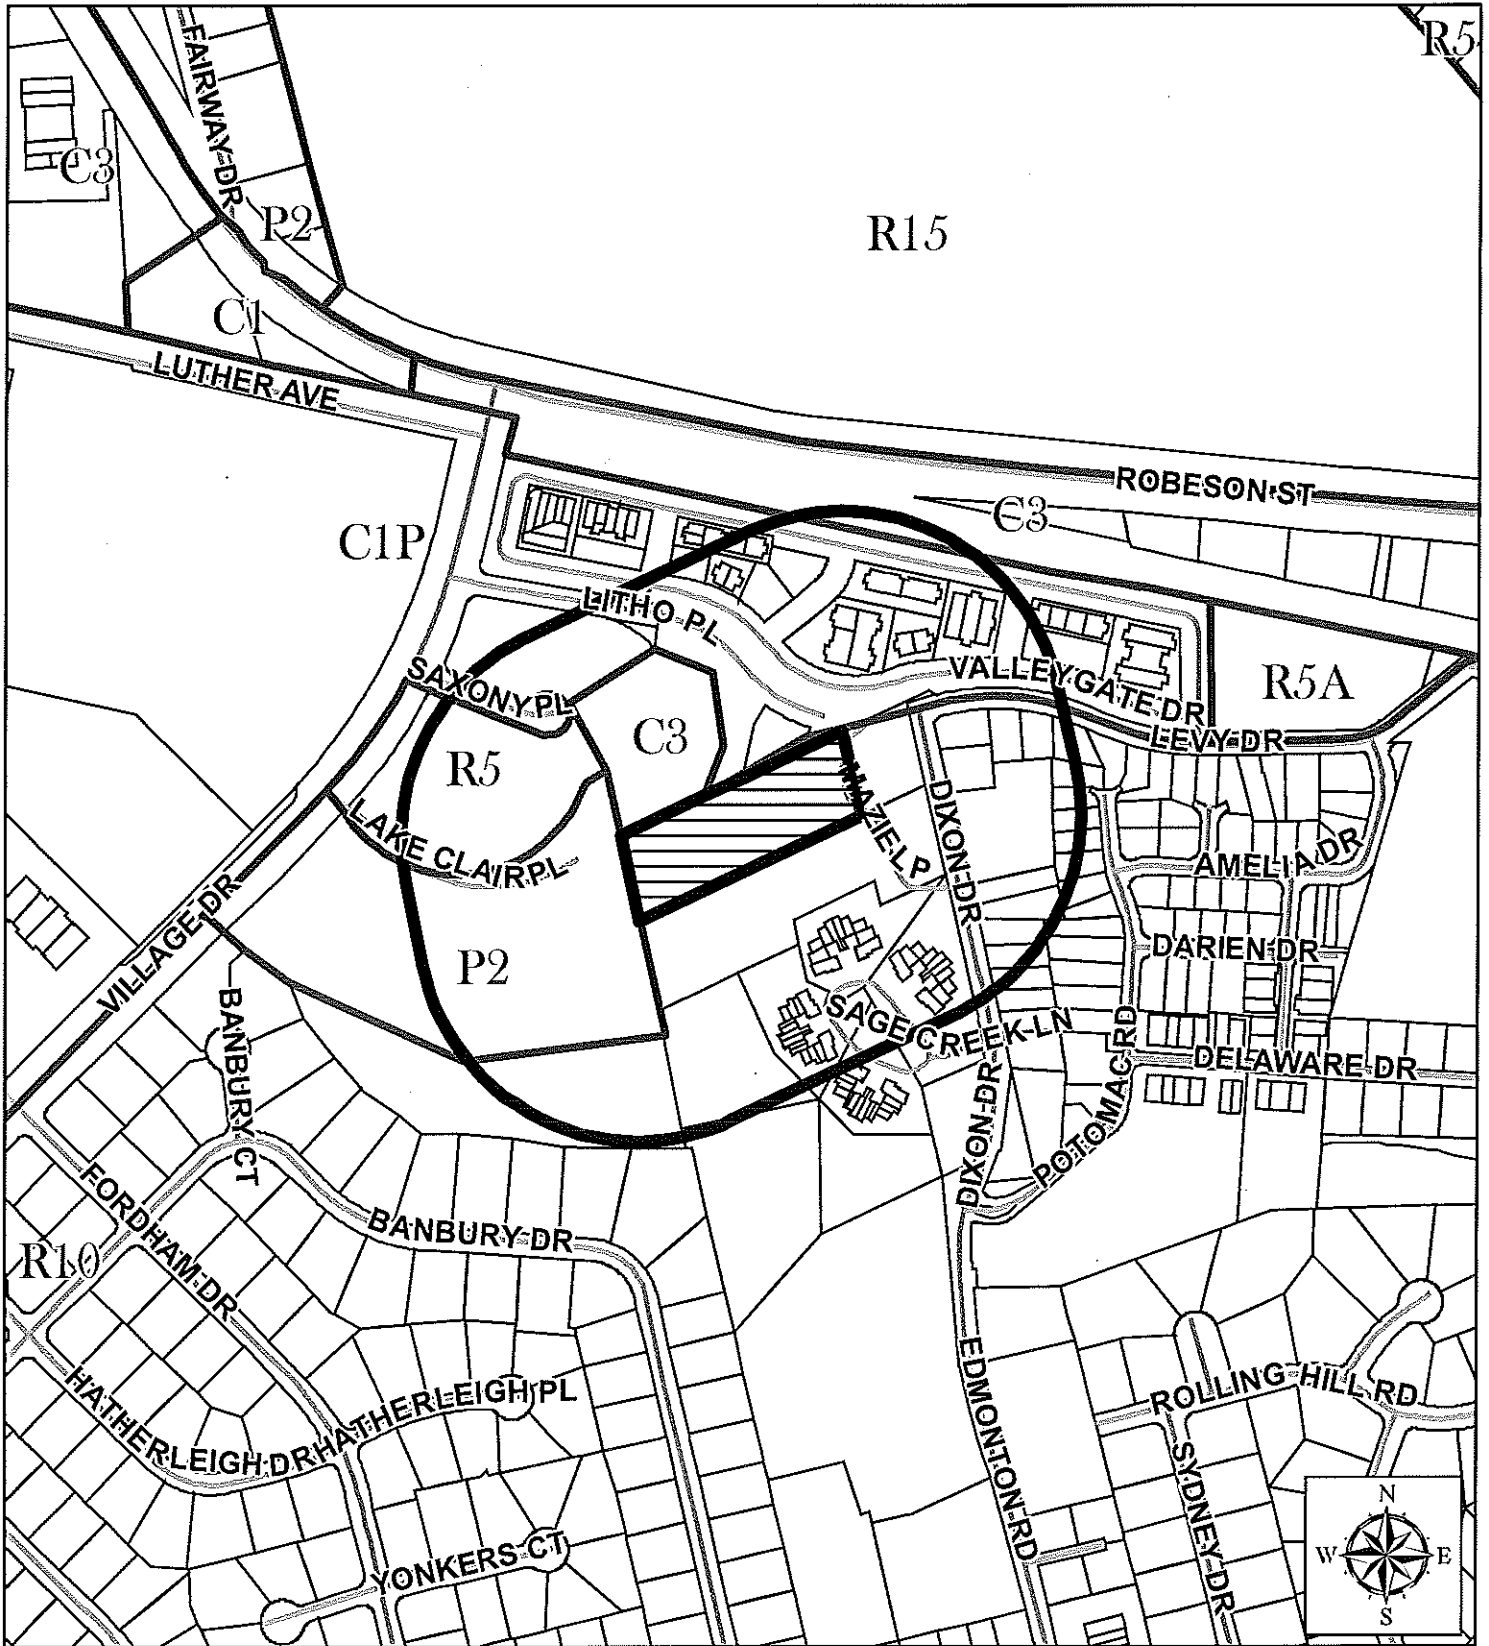 R5
FAIRWAY DR
C3
P2
R15
C1
LUTHER AVE
ROBESON ST
C3
C1P
LITHO PL
VALLEYGATE DR
SAXONY PL
R5A
LEVY DR
C3
R5
MAZIE LP
DIXON DR
LAKE CLAIR PL
AMELIA DR
VILLAGE DR
DARIEN DR
P2
BANBURY CT
SAGE CREEK LN
DELAWARE DR
DIXON DR
POTOMAC RD
FORDHAM DR
BANBURY DR
R10
HATHERLEIGH DR
HATHERLEIGH PL
EDMONTON RD
ROLLING HILL RD
SYDNEY DR
YONKERS CT
N
W
E
S